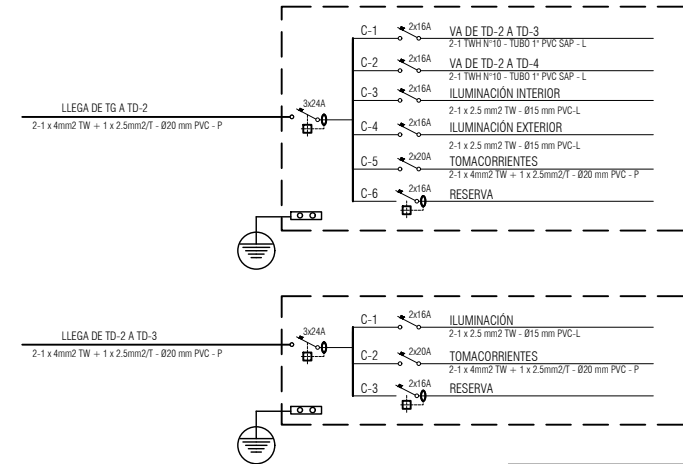 C-1 2x16A VA DE TD-2 A TD-3
2-1 TWH N°10 - TUBO 1" PVC SAP - L
C-2 2x16A VA DE TD-2 A TD-4
2-1 TWH N°10 - TUBO 1" PVC SAP - L
C-3 2x16A ILUMINACIÓN INTERIOR
2-1 x 2.5 mm2 TW - Ø15 mm PVC-L
LLEGA DE TG A TD-2
2-1 x 4mm2 TW + 1 x 2.5mm2/T - Ø20 mm PVC - P
3x24A
C-4 2x16A ILUMINACIÓN EXTERIOR
2-1 x 2.5 mm2 TW - Ø15 mm PVC-L
C-5 2x20A TOMACORRIENTES
2-1 x 4mm2 TW + 1 x 2.5mm2/T - Ø20 mm PVC - P
C-6 2x16A RESERVA
C-1 2x16A ILUMINACIÓN
2-1 x 2.5 mm2 TW - Ø15 mm PVC-L
LLEGA DE TD-2 A TD-3
2-1 x 4mm2 TW + 1 x 2.5mm2/T - Ø20 mm PVC - P
3x24A
C-2 2x20A TOMACORRIENTES
2-1 x 4mm2 TW + 1 x 2.5mm2/T - Ø20 mm PVC - P
C-3 2x16A RESERVA